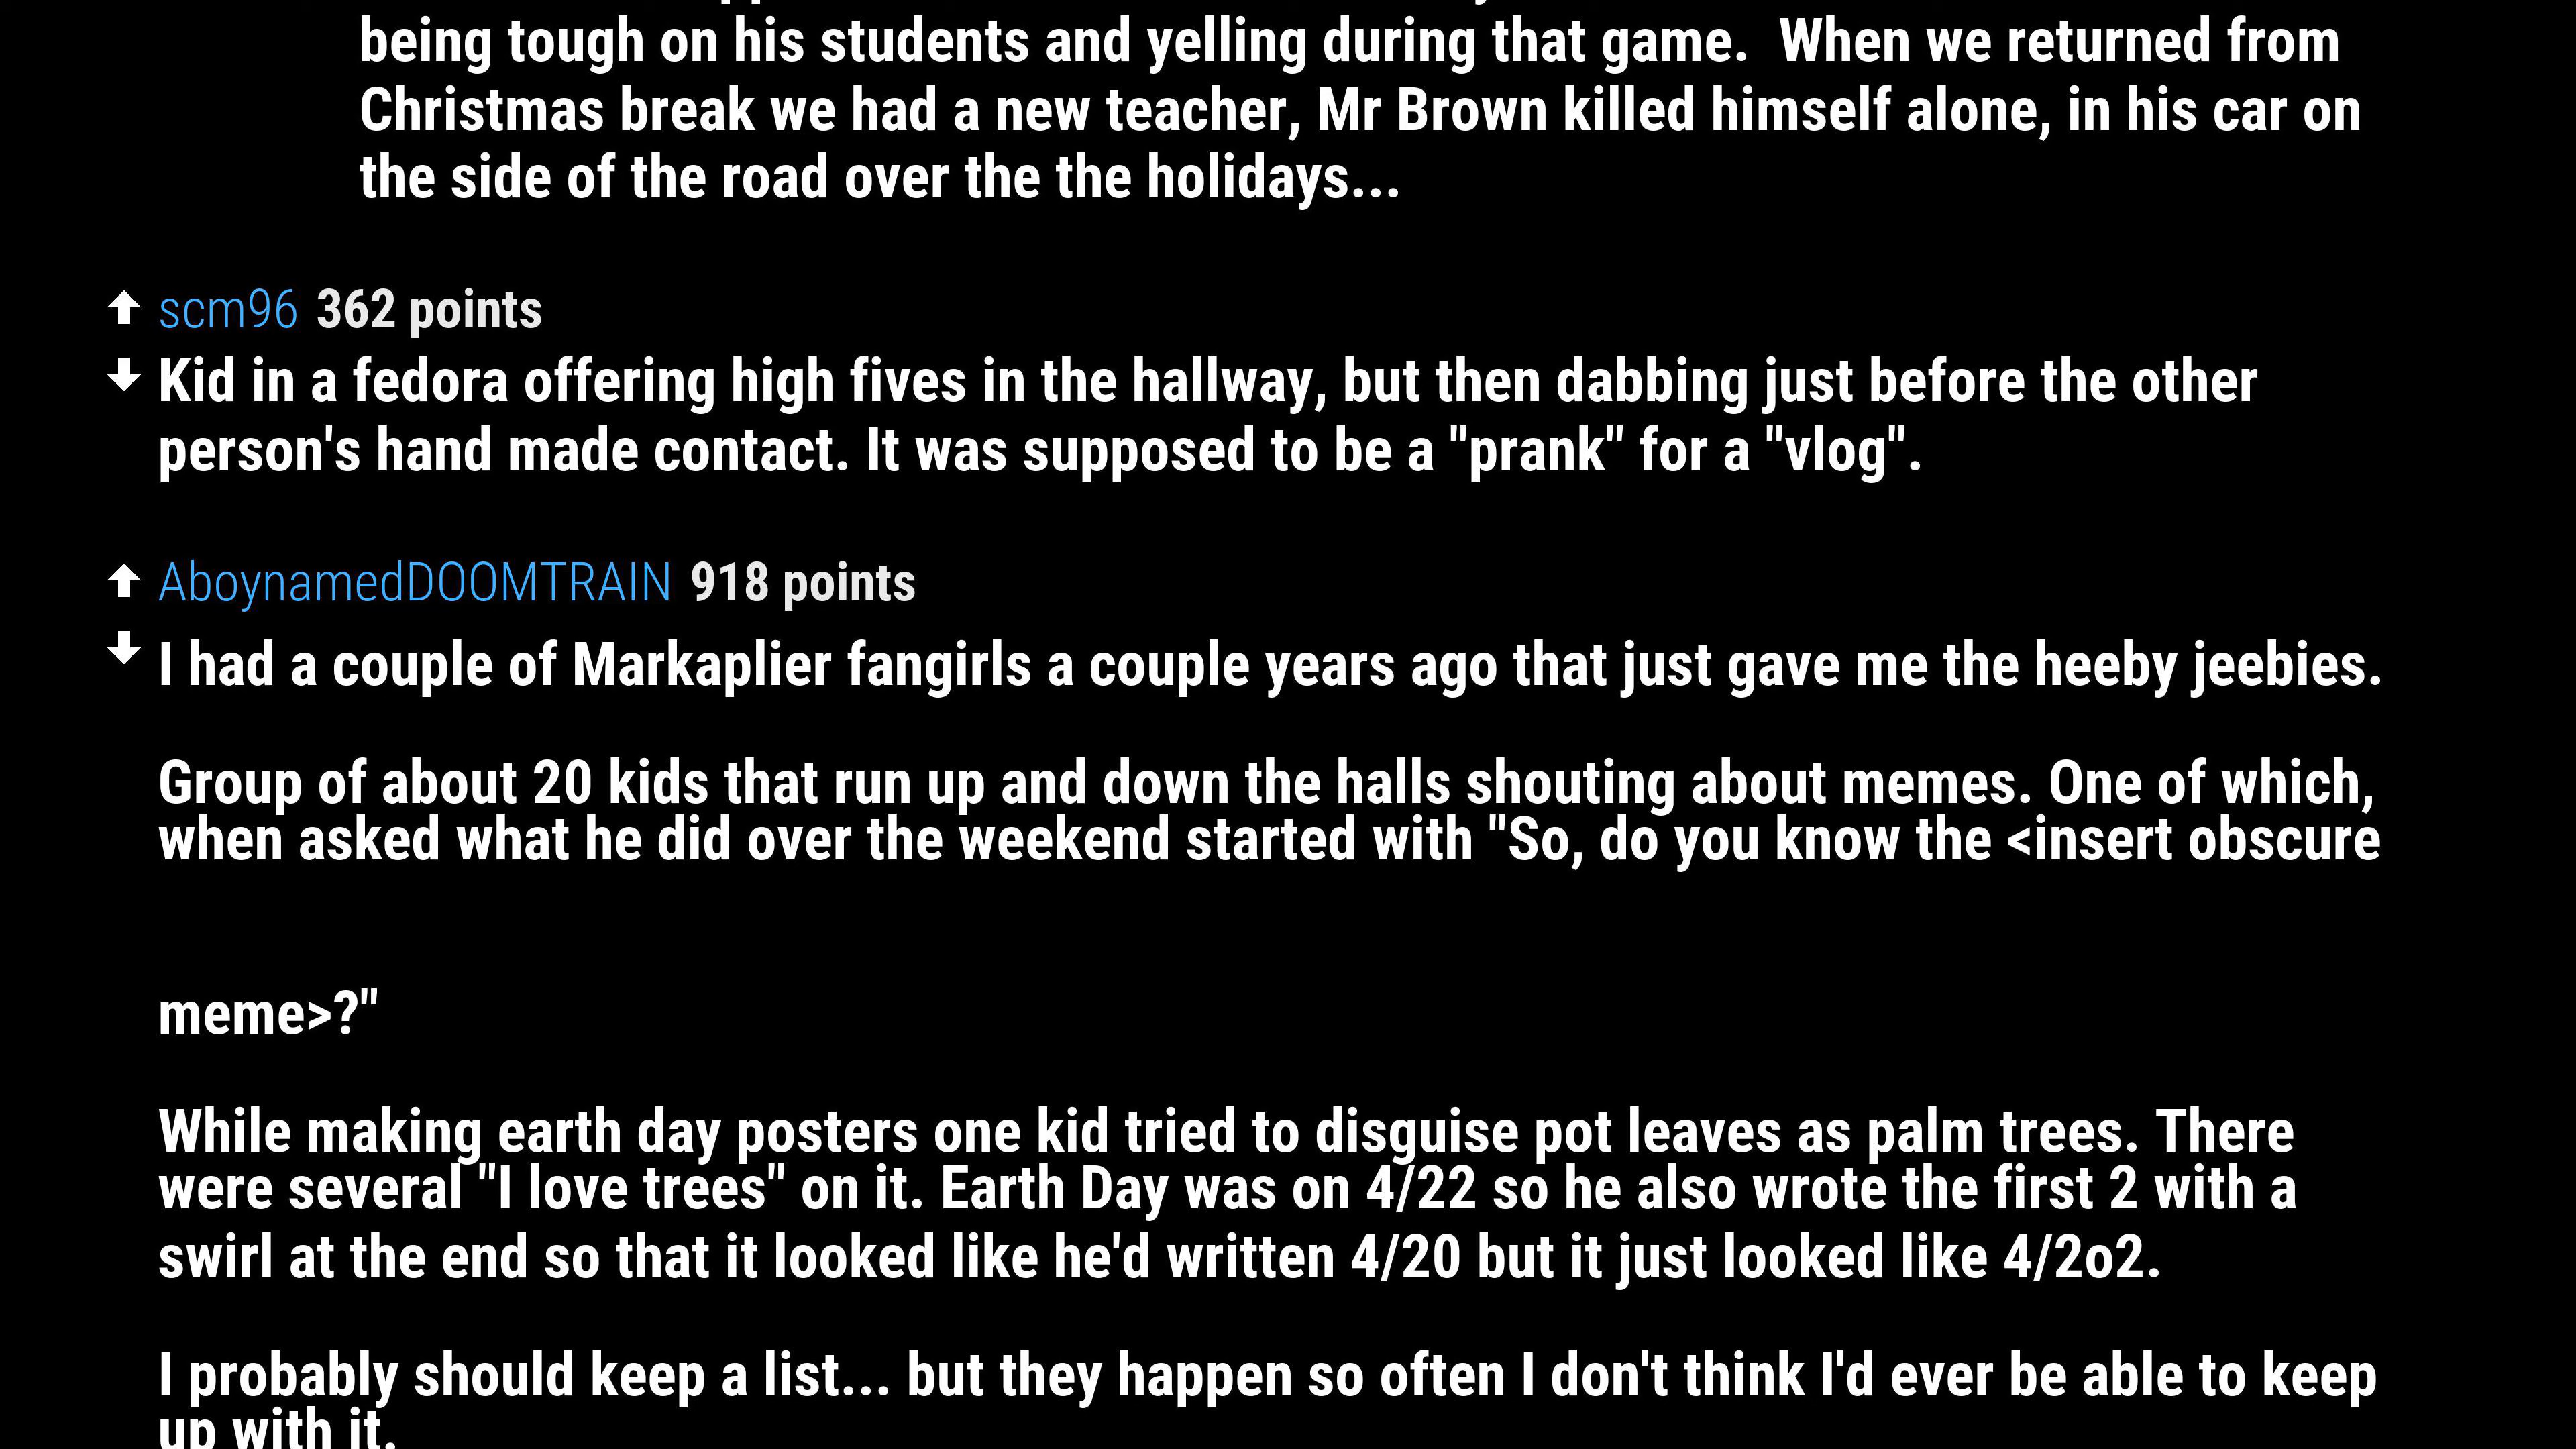 being tough on his students and yelling during that game.  When we returned from
Christmas break we had a new teacher, Mr Brown killed himself alone, in his car on
the side of the road over the the holidays...
scm96 362 points
Kid in a fedora offering high fives in the hallway, but then dabbing just before the other
person's hand made contact. It was supposed to be a "prank" for a "vlog".
AboynamedDOOMTRAIN 918 points
I had a couple of Markaplier fangirls a couple years ago that just gave me the heeby jeebies.
Group of about 20 kids that run up and down the halls shouting about memes. One of which,
when asked what he did over the weekend started with "So, do you know the <insert obscure
meme>?"
While making earth day posters one kid tried to disguise pot leaves as palm trees. There
were several "I love trees" on it. Earth Day was on 4/22 so he also wrote the first 2 with a
swirl at the end so that it looked like he'd written 4/20 but it just looked like 4/2o2.
I probably should keep a list... but they happen so often I don't think I'd ever be able to keep
up with it.